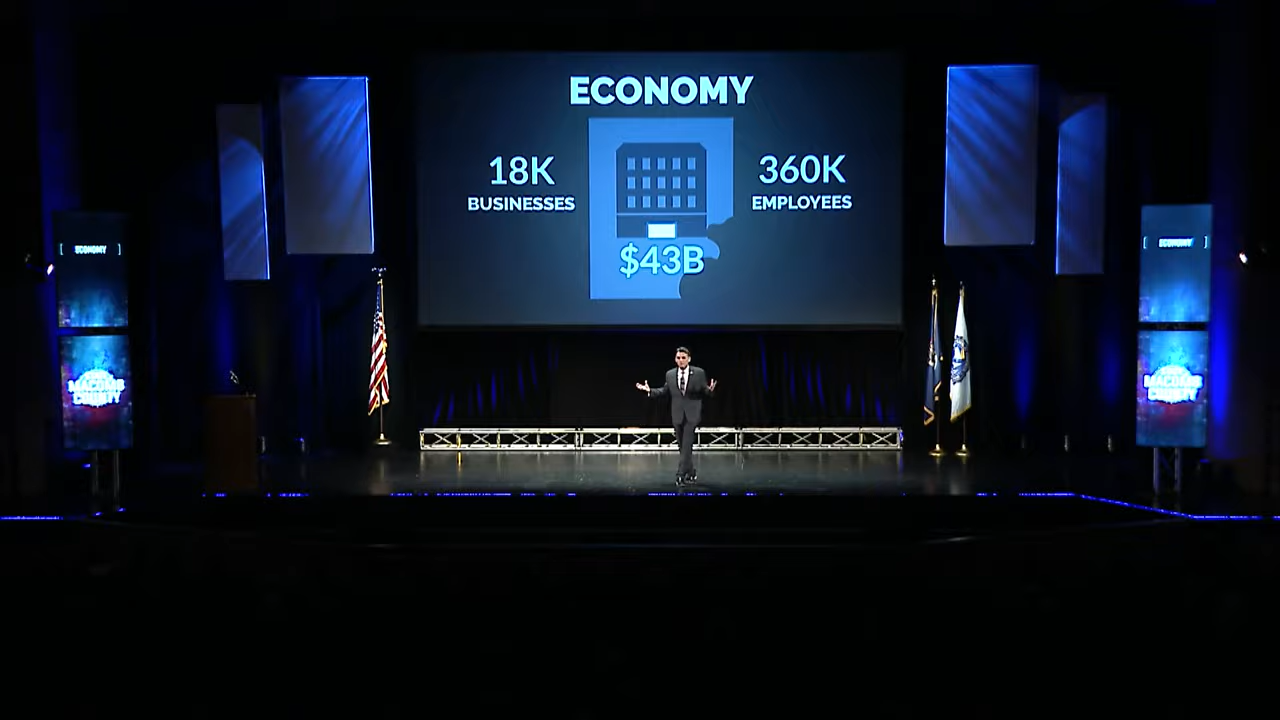 ECONOMY
18K
BUSINESSES
360K
EMPLOYEES
$43B
[ ECONOMY ]
MACOMB
COUNTY
[ ECONOMY ]
MACOMB
COUNTY